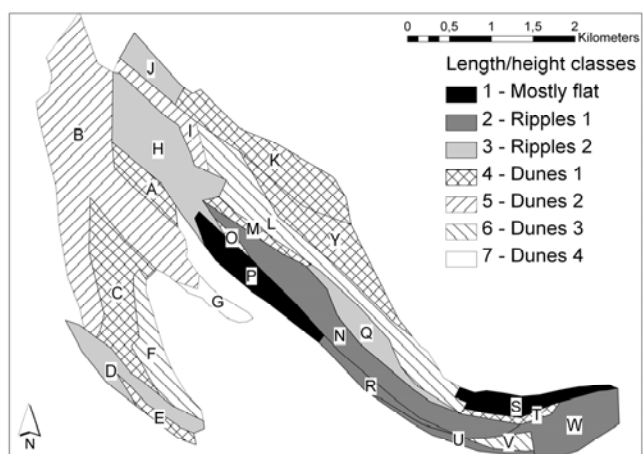 0 0,5 1 1,5 2
Kilometers
Length/height classes
1 - Mostly flat
2 - Ripples 1
3 - Ripples 2
4 - Dunes 1
5 - Dunes 2
6 - Dunes 3
7 - Dunes 4
J
B
I
H
K
A
L
M
O
Y
P
C
G
F
N
Q
D
R
E
S
T
U
V
W
N